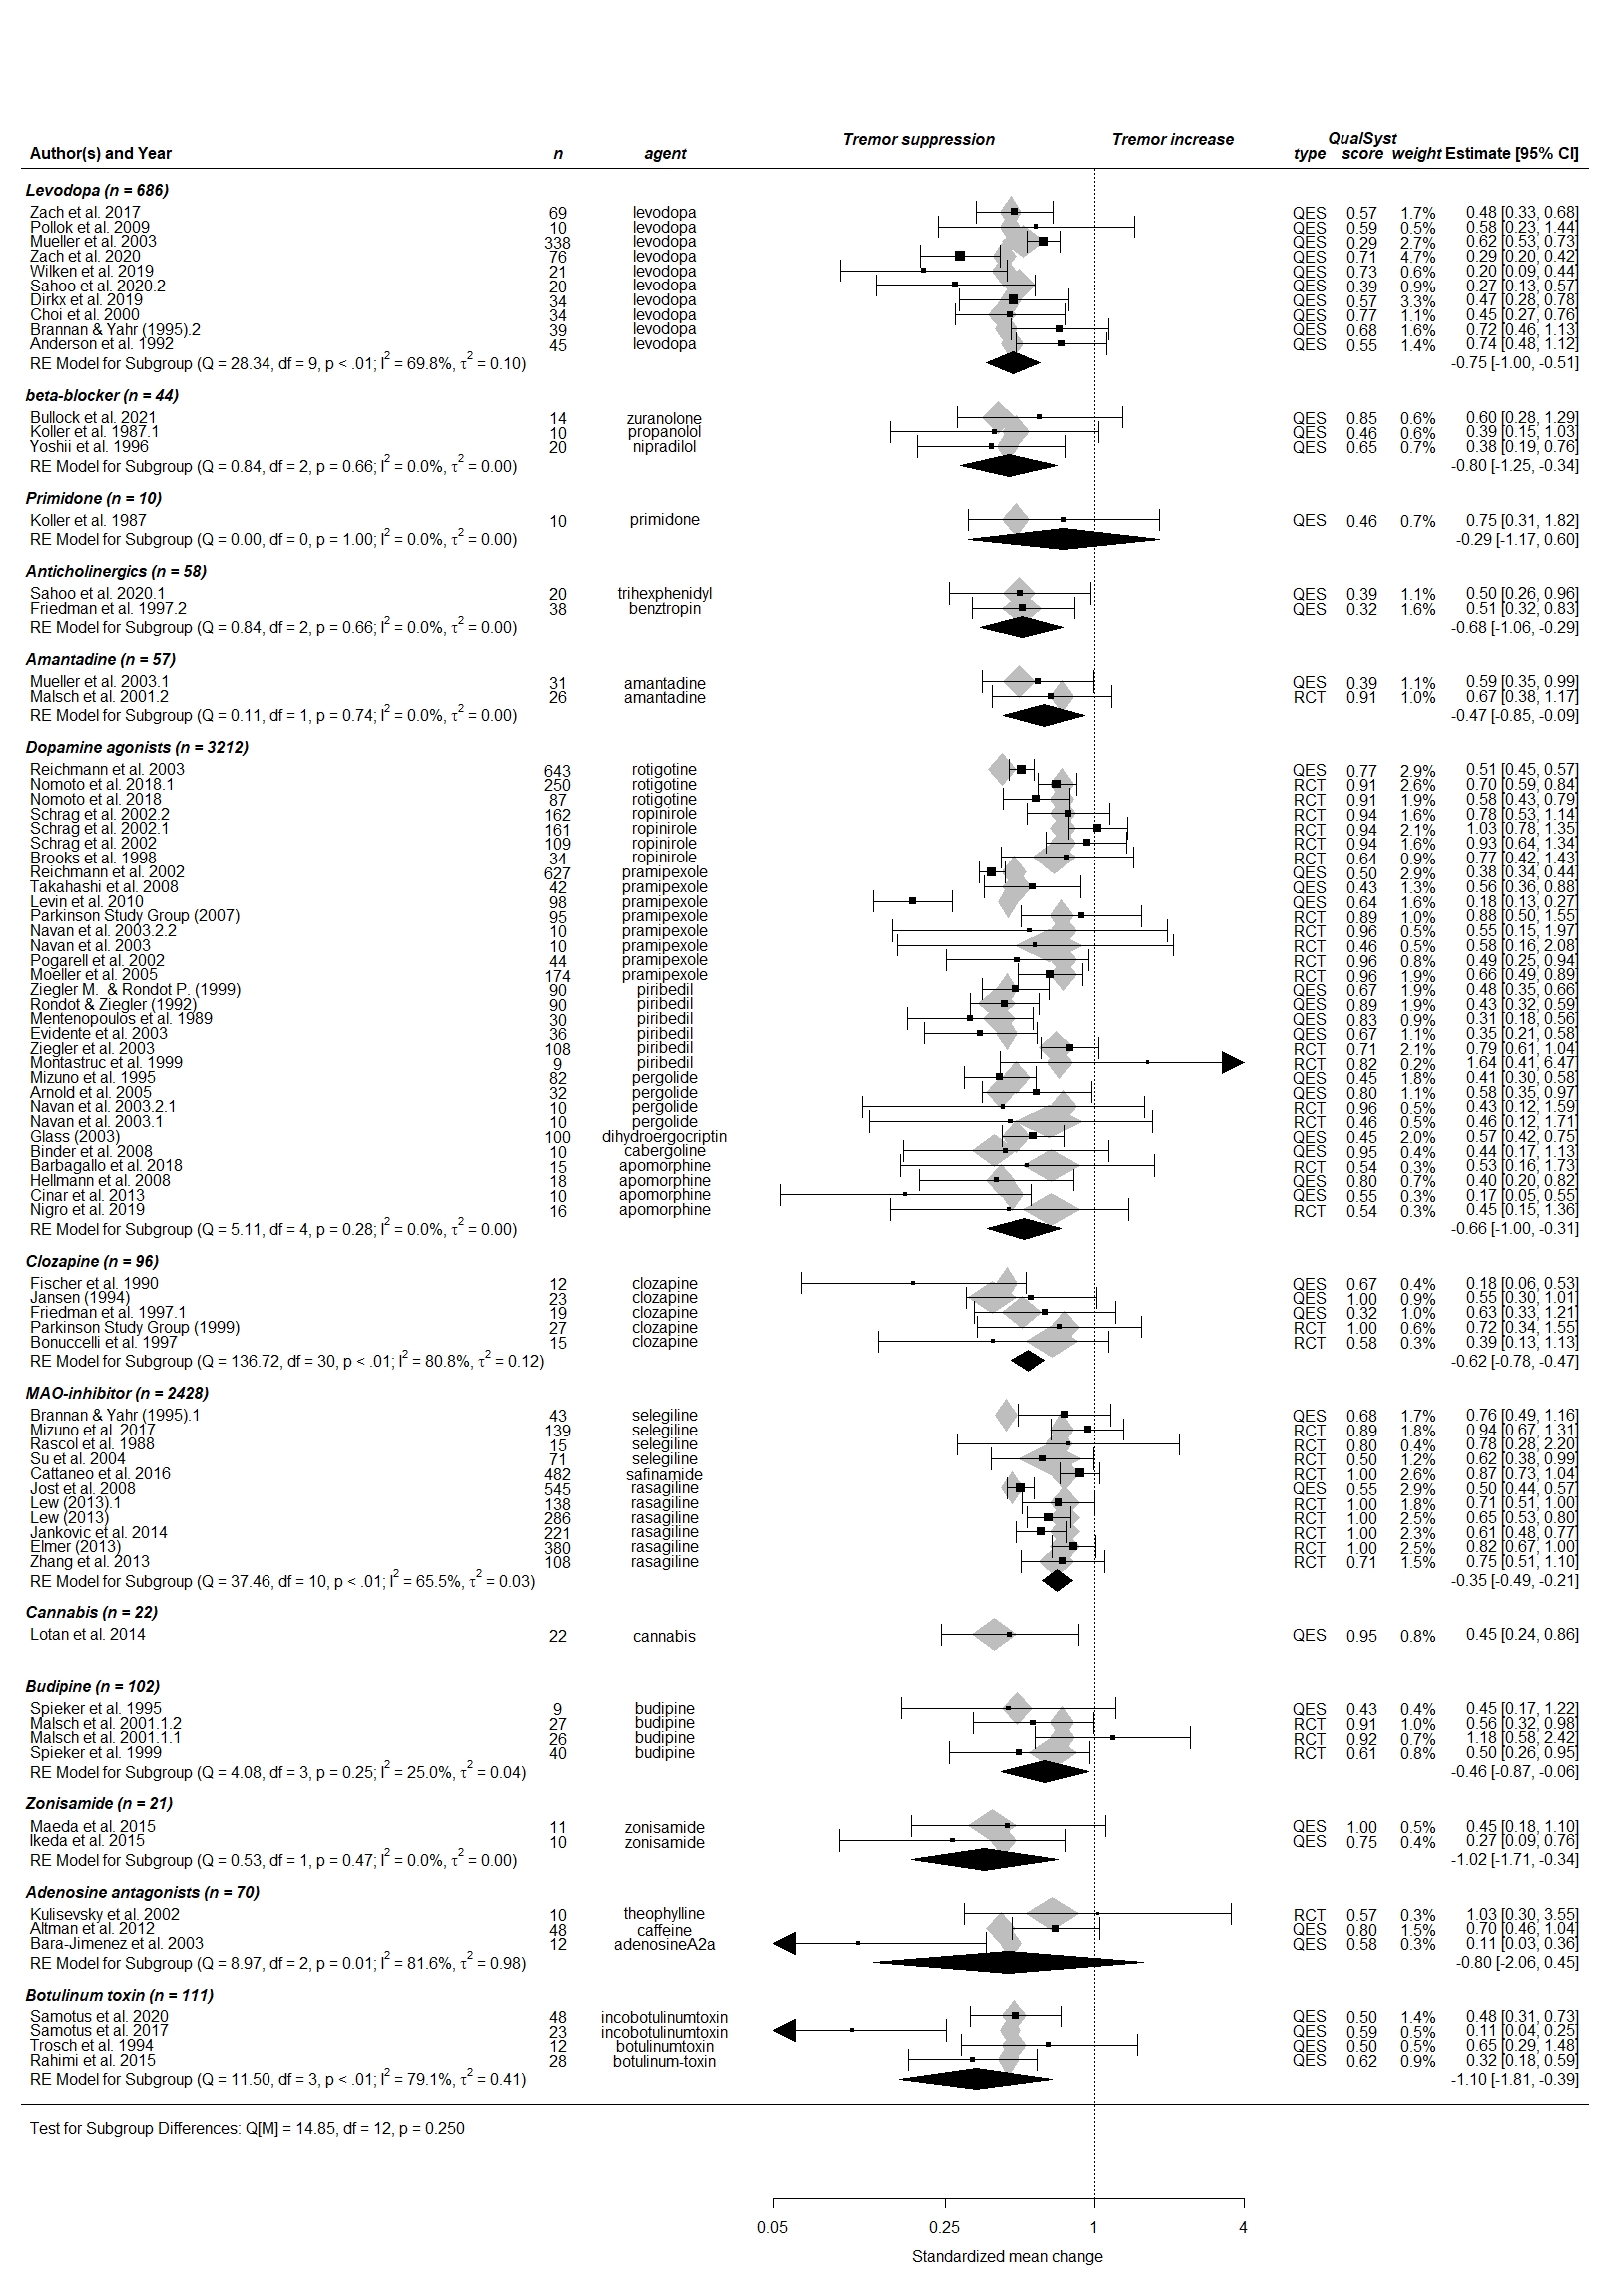 Tremor suppression Tremor increase QualSyst
Author(s) and Year n agent type score weight Estimate [95% CI]
Levodopa (n = 686)
Zach et al. 2017 69 levodopa QES 0.57 1.7% 0.48 [0.33, 0.68]
Pollok et al. 2009 10 levodopa QES 0.59 0.5% 0.58 [0.23, 1.44]
Mueller et al. 2003 338 levodopa QES 0.29 2.7% 0.62 [0.53, 0.73]
Zach et al. 2020 76 levodopa QES 0.71 4.7% 0.29 [0.20, 0.42]
Wilken et al. 2019 21 levodopa QES 0.73 0.6% 0.20 [0.09, 0.44]
Sahoo et al. 2020.2 20 levodopa QES 0.39 0.9% 0.27 [0.13, 0.57]
Dirkx et al. 2019 34 levodopa QES 0.57 3.3% 0.47 [0.28, 0.78]
Choi et al. 2000 34 levodopa QES 0.77 1.1% 0.45 [0.27, 0.76]
Brannan & Yahr (1995).2 39 levodopa QES 0.68 1.6% 0.72 [0.46, 1.13]
Anderson et al. 1992 45 levodopa QES 0.55 1.4% 0.74 [0.48, 1.12]
RE Model for Subgroup (Q = 28.34, df = 9, p < .01; I² = 69.8%, τ² = 0.10) -0.75 [-1.00, -0.51]
beta-blocker (n = 44)
Bullock et al. 2021 14 zuranolone QES 0.85 0.6% 0.60 [0.28, 1.29]
Koller et al. 1987.1 10 propanolol QES 0.46 0.6% 0.39 [0.15, 1.03]
Yoshii et al. 1996 20 nipradilol QES 0.65 0.7% 0.38 [0.19, 0.76]
RE Model for Subgroup (Q = 0.84, df = 2, p = 0.66; I² = 0.0%, τ² = 0.00) -0.80 [-1.25, -0.34]
Primidone (n = 10)
Koller et al. 1987 10 primidone QES 0.46 0.7% 0.75 [0.31, 1.82]
RE Model for Subgroup (Q = 0.00, df = 0, p = 1.00; I² = 0.0%, τ² = 0.00) -0.29 [-1.17, 0.60]
Anticholinergics (n = 58)
Sahoo et al. 2020.1 20 trihexphenidyl QES 0.39 1.1% 0.50 [0.26, 0.96]
Friedman et al. 1997.2 38 benztropin QES 0.32 1.6% 0.51 [0.32, 0.83]
RE Model for Subgroup (Q = 0.84, df = 2, p = 0.66; I² = 0.0%, τ² = 0.00) -0.68 [-1.06, -0.29]
Amantadine (n = 57)
Mueller et al. 2003.1 31 amantadine QES 0.39 1.1% 0.59 [0.35, 0.99]
Malsch et al. 2001.2 26 amantadine RCT 0.91 1.0% 0.67 [0.38, 1.17]
RE Model for Subgroup (Q = 0.11, df = 1, p = 0.74; I² = 0.0%, τ² = 0.00) -0.47 [-0.85, -0.09]
Dopamine agonists (n = 3212)
Reichmann et al. 2003 643 rotigotine QES 0.77 2.9% 0.51 [0.45, 0.57]
Nomoto et al. 2018.1 250 rotigotine RCT 0.91 2.6% 0.70 [0.59, 0.84]
Nomoto et al. 2018 87 rotigotine RCT 0.91 1.9% 0.58 [0.43, 0.79]
Schrag et al. 2002.2 162 ropinirole RCT 0.94 1.6% 0.78 [0.53, 1.14]
Schrag et al. 2002.1 161 ropinirole RCT 0.94 2.1% 1.03 [0.78, 1.35]
Schrag et al. 2002 109 ropinirole RCT 0.94 1.6% 0.93 [0.64, 1.34]
Brooks et al. 1998 34 ropinirole RCT 0.64 0.9% 0.77 [0.42, 1.43]
Reichmann et al. 2002 627 pramipexole QES 0.50 2.9% 0.38 [0.34, 0.44]
Takahashi et al. 2008 42 pramipexole QES 0.43 1.3% 0.56 [0.36, 0.88]
Levin et al. 2010 98 pramipexole QES 0.64 1.6% 0.18 [0.13, 0.27]
Parkinson Study Group (2007) 95 pramipexole RCT 0.89 1.0% 0.88 [0.50, 1.55]
Navan et al. 2003.2.2 10 pramipexole RCT 0.96 0.5% 0.55 [0.15, 1.97]
Navan et al. 2003 10 pramipexole RCT 0.46 0.5% 0.58 [0.16, 2.08]
Pogarell et al. 2002 44 pramipexole RCT 0.96 0.8% 0.49 [0.25, 0.94]
Moeller et al. 2005 174 pramipexole RCT 0.96 1.9% 0.66 [0.49, 0.89]
Ziegler M. & Rondot P. (1999) 90 piribedil QES 0.67 1.9% 0.48 [0.35, 0.66]
Rondot & Ziegler (1992) 90 piribedil QES 0.89 1.9% 0.43 [0.32, 0.59]
Mentenopoulos et al. 1989 30 piribedil QES 0.83 0.9% 0.31 [0.18, 0.56]
Evidente et al. 2003 36 piribedil QES 0.67 1.1% 0.35 [0.21, 0.58]
Ziegler et al. 2003 108 piribedil RCT 0.71 2.1% 0.79 [0.61, 1.04]
Montastruc et al. 1999 9 piribedil RCT 0.82 0.2% 1.64 [0.41, 6.47]
Mizuno et al. 1995 82 pergolide QES 0.45 1.8% 0.41 [0.30, 0.58]
Arnold et al. 2005 32 pergolide QES 0.80 1.1% 0.58 [0.35, 0.97]
Navan et al. 2003.2.1 10 pergolide RCT 0.96 0.5% 0.43 [0.12, 1.59]
Navan et al. 2003.1 10 pergolide RCT 0.46 0.5% 0.46 [0.12, 1.71]
Glass (2003) 100 dihydroergocriptin QES 0.45 2.0% 0.57 [0.42, 0.75]
Binder et al. 2008 10 cabergoline QES 0.95 0.4% 0.44 [0.17, 1.13]
Barbagallo et al. 2018 15 apomorphine RCT 0.54 0.3% 0.53 [0.16, 1.73]
Hellmann et al. 2008 18 apomorphine QES 0.80 0.7% 0.40 [0.20, 0.82]
Cinar et al. 2013 10 apomorphine QES 0.55 0.3% 0.17 [0.05, 0.55]
Nigro et al. 2019 16 apomorphine RCT 0.54 0.3% 0.45 [0.15, 1.36]
RE Model for Subgroup (Q = 5.11, df = 4, p = 0.28; I² = 0.0%, τ² = 0.00) -0.66 [-1.00, -0.31]
Clozapine (n = 96)
Fischer et al. 1990 12 clozapine QES 0.67 0.4% 0.18 [0.06, 0.53]
Jansen (1994) 23 clozapine QES 1.00 0.9% 0.55 [0.30, 1.01]
Friedman et al. 1997.1 19 clozapine QES 0.32 1.0% 0.63 [0.33, 1.21]
Parkinson Study Group (1999) 27 clozapine RCT 1.00 0.6% 0.72 [0.34, 1.55]
Bonuccelli et al. 1997 15 clozapine RCT 0.58 0.3% 0.39 [0.13, 1.13]
RE Model for Subgroup (Q = 136.72, df = 30, p < .01; I² = 80.8%, τ² = 0.12) -0.62 [-0.78, -0.47]
MAO-inhibitor (n = 2428)
Brannan & Yahr (1995).1 43 selegiline QES 0.68 1.7% 0.76 [0.49, 1.16]
Mizuno et al. 2017 139 selegiline RCT 0.89 1.8% 0.94 [0.67, 1.31]
Rascol et al. 1988 15 selegiline RCT 0.80 0.4% 0.78 [0.28, 2.20]
Su et al. 2004 71 selegiline RCT 0.50 1.2% 0.62 [0.38, 0.99]
Cattaneo et al. 2016 482 safinamide RCT 1.00 2.6% 0.87 [0.73, 1.04]
Jost et al. 2008 545 rasagiline QES 0.55 2.9% 0.50 [0.44, 0.57]
Lew (2013).1 138 rasagiline RCT 1.00 1.8% 0.71 [0.51, 1.00]
Lew (2013) 286 rasagiline RCT 1.00 2.5% 0.65 [0.53, 0.80]
Jankovic et al. 2014 221 rasagiline RCT 1.00 2.3% 0.61 [0.48, 0.77]
Elmer (2013) 380 rasagiline RCT 1.00 2.5% 0.82 [0.67, 1.00]
Zhang et al. 2013 108 rasagiline RCT 0.71 1.5% 0.75 [0.51, 1.10]
RE Model for Subgroup (Q = 37.46, df = 10, p < .01; I² = 65.5%, τ² = 0.03) -0.35 [-0.49, -0.21]
Cannabis (n = 22)
Lotan et al. 2014 22 cannabis QES 0.95 0.8% 0.45 [0.24, 0.86]
Budipine (n = 102)
Spieker et al. 1995 9 budipine QES 0.43 0.4% 0.45 [0.17, 1.22]
Malsch et al. 2001.1.2 27 budipine RCT 0.91 1.0% 0.56 [0.32, 0.98]
Malsch et al. 2001.1.1 26 budipine RCT 0.92 0.7% 1.18 [0.58, 2.42]
Spieker et al. 1999 40 budipine RCT 0.61 0.8% 0.50 [0.26, 0.95]
RE Model for Subgroup (Q = 4.08, df = 3, p = 0.25; I² = 25.0%, τ² = 0.04) -0.46 [-0.87, -0.06]
Zonisamide (n = 21)
Maeda et al. 2015 11 zonisamide QES 1.00 0.5% 0.45 [0.18, 1.10]
Ikeda et al. 2015 10 zonisamide QES 0.75 0.4% 0.27 [0.09, 0.76]
RE Model for Subgroup (Q = 0.53, df = 1, p = 0.47; I² = 0.0%, τ² = 0.00) -1.02 [-1.71, -0.34]
Adenosine antagonists (n = 70)
Kulisevsky et al. 2002 10 theophylline RCT 0.57 0.3% 1.03 [0.30, 3.55]
Altman et al. 2012 48 caffeine QES 0.80 1.5% 0.70 [0.46, 1.04]
Bara-Jimenez et al. 2003 12 adenosineA2a QES 0.58 0.3% 0.11 [0.03, 0.36]
RE Model for Subgroup (Q = 8.97, df = 2, p = 0.01; I² = 81.6%, τ² = 0.98) -0.80 [-2.06, 0.45]
Botulinum toxin (n = 111)
Samotus et al. 2020 48 incobotulinumtoxin QES 0.50 1.4% 0.48 [0.31, 0.73]
Samotus et al. 2017 23 incobotulinumtoxin QES 0.59 0.5% 0.11 [0.04, 0.25]
Trosch et al. 1994 12 botulinumtoxin QES 0.50 0.5% 0.65 [0.29, 1.48]
Rahimi et al. 2015 28 botulinum-toxin QES 0.62 0.9% 0.32 [0.18, 0.59]
RE Model for Subgroup (Q = 11.50, df = 3, p < .01; I² = 79.1%, τ² = 0.41) -1.10 [-1.81, -0.39]
Test for Subgroup Differences: Q[M] = 14.85, df = 12, p = 0.250
0.05 0.25 1 4
Standardized mean change